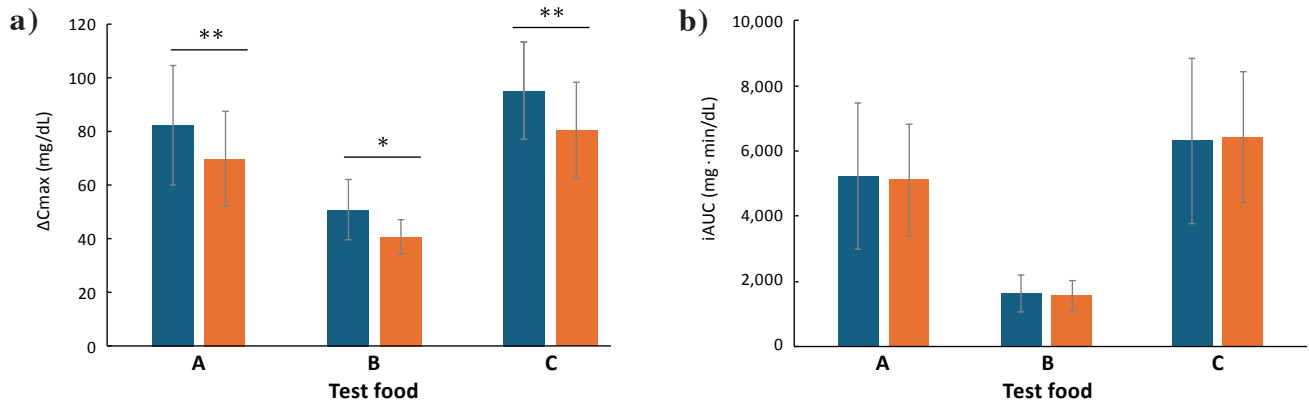 a)
ΔCmax (mg/dL)
120
100
80
60
40
20
0
**
*
**
A
B
C
Test food
b)
iAUC (mg·min/dL)
10,000
8,000
6,000
4,000
2,000
0
A
B
C
Test food